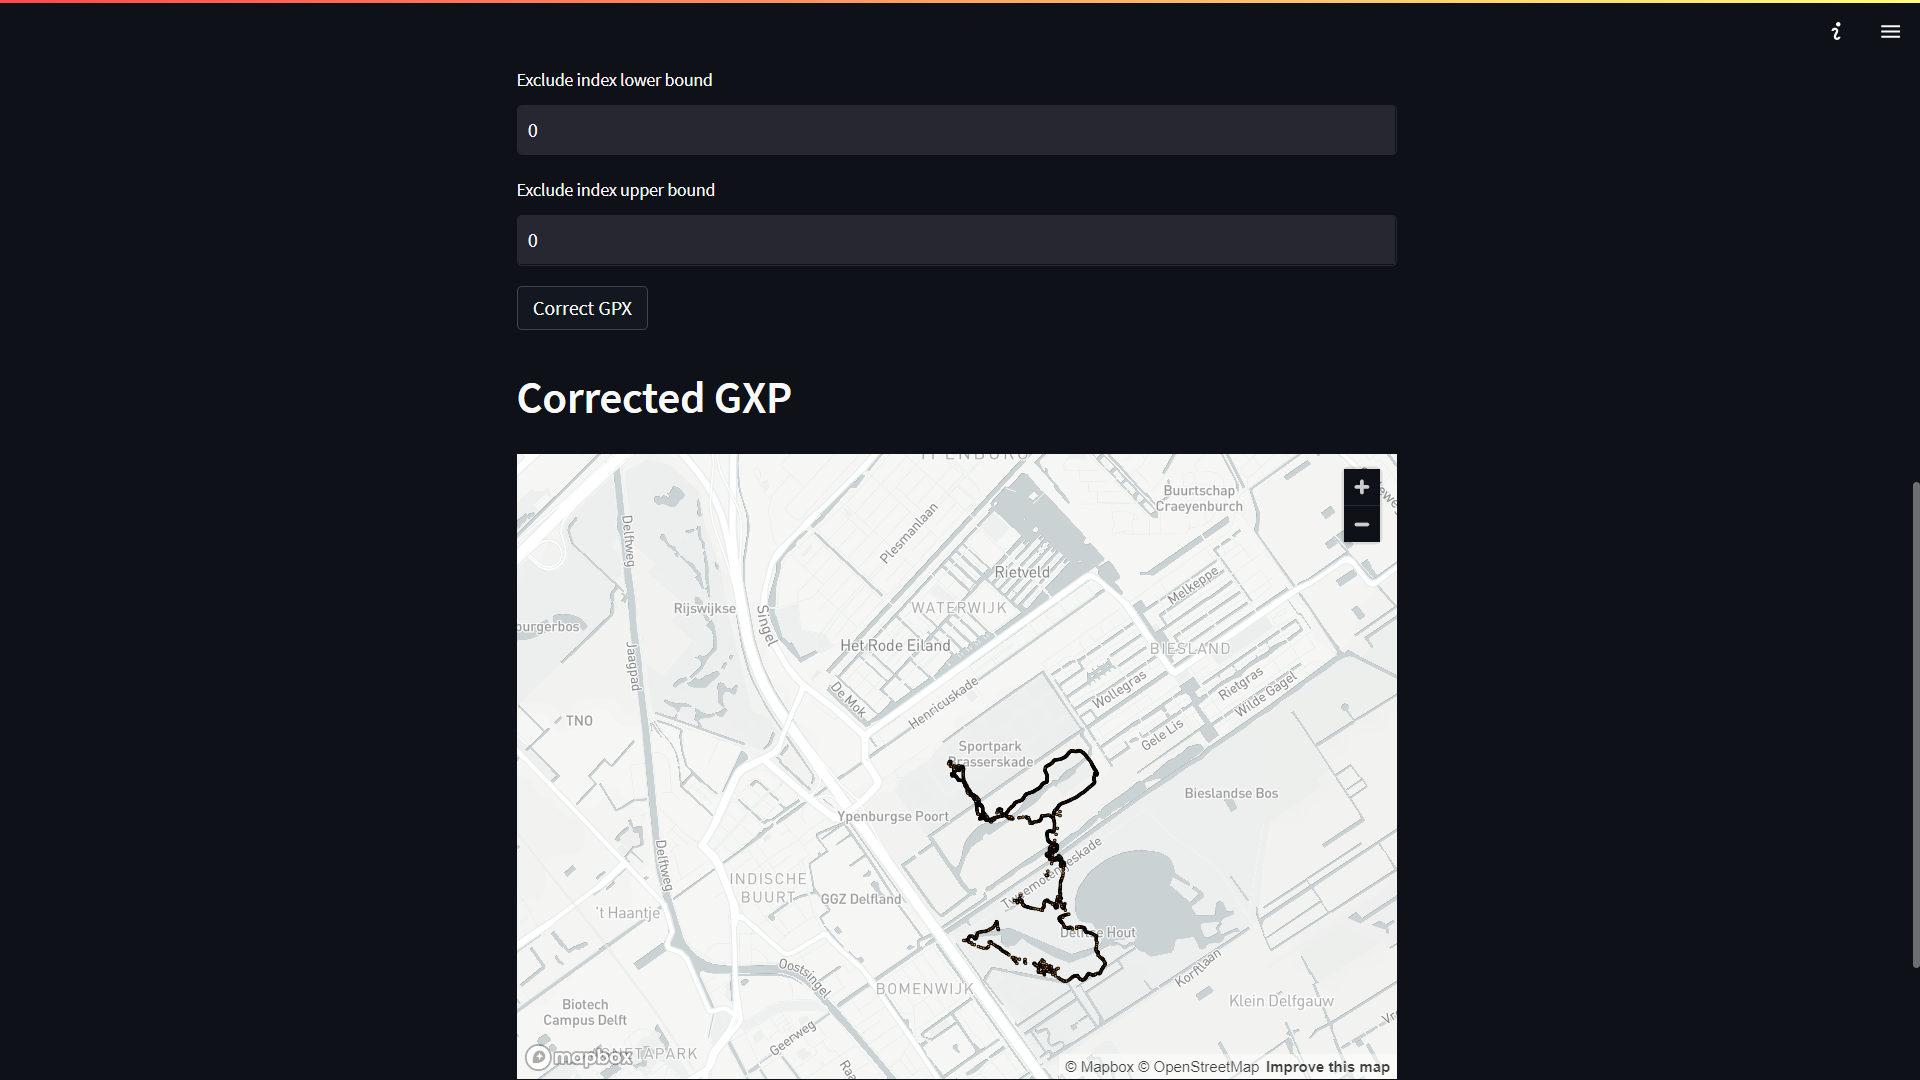 Exclude index lower bound
0
Exclude index upper bound
0
Correct GPX
Corrected GXP
YPENBURG
Buurtschap
Craeyenburch
Plesmanlaan
Delftweg
Rietveld
Melkeppe
WATERWIJK
Rijswijkse
Singel
burgerbos
Het Rode Eiland
BIESLAND
Jaagpad
Wollegras
Rietgras
Wilde Gagel
De Mok
Henricuskade
TNO
Gele Lis
Sportpark
Brasserskade
Bieslandse Bos
Ypenburgse Poort
Delftweg
Tweemolentjeskade
INDISCHE
BUURT
GGZ Delfland
't Haantje
Delftse Hout
Oostsingel
Korftlaan
BOMENWIJK
Klein Delfgauw
Biotech
Campus Delft
Geerweg
mapbox
© Mapbox © OpenStreetMap Improve this map